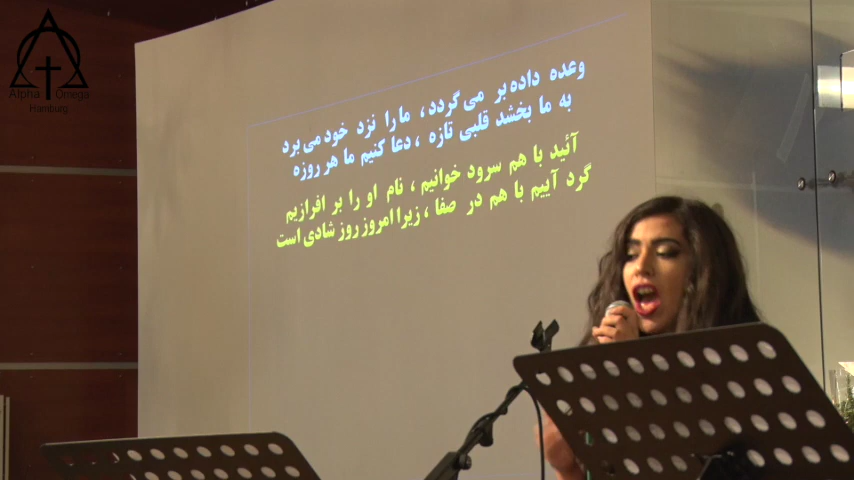 Alpha Omega
Hamburg
وعده داده بر می گردد، ما را نزد خود می برد
به ما بخشد قلبی تازه، دعا کنیم ما هر روزه
آئید با هم سرود خوانیم، نام او را بر افرازیم
گرد آییم با هم در صفا، زیرا امروز روز شادی است